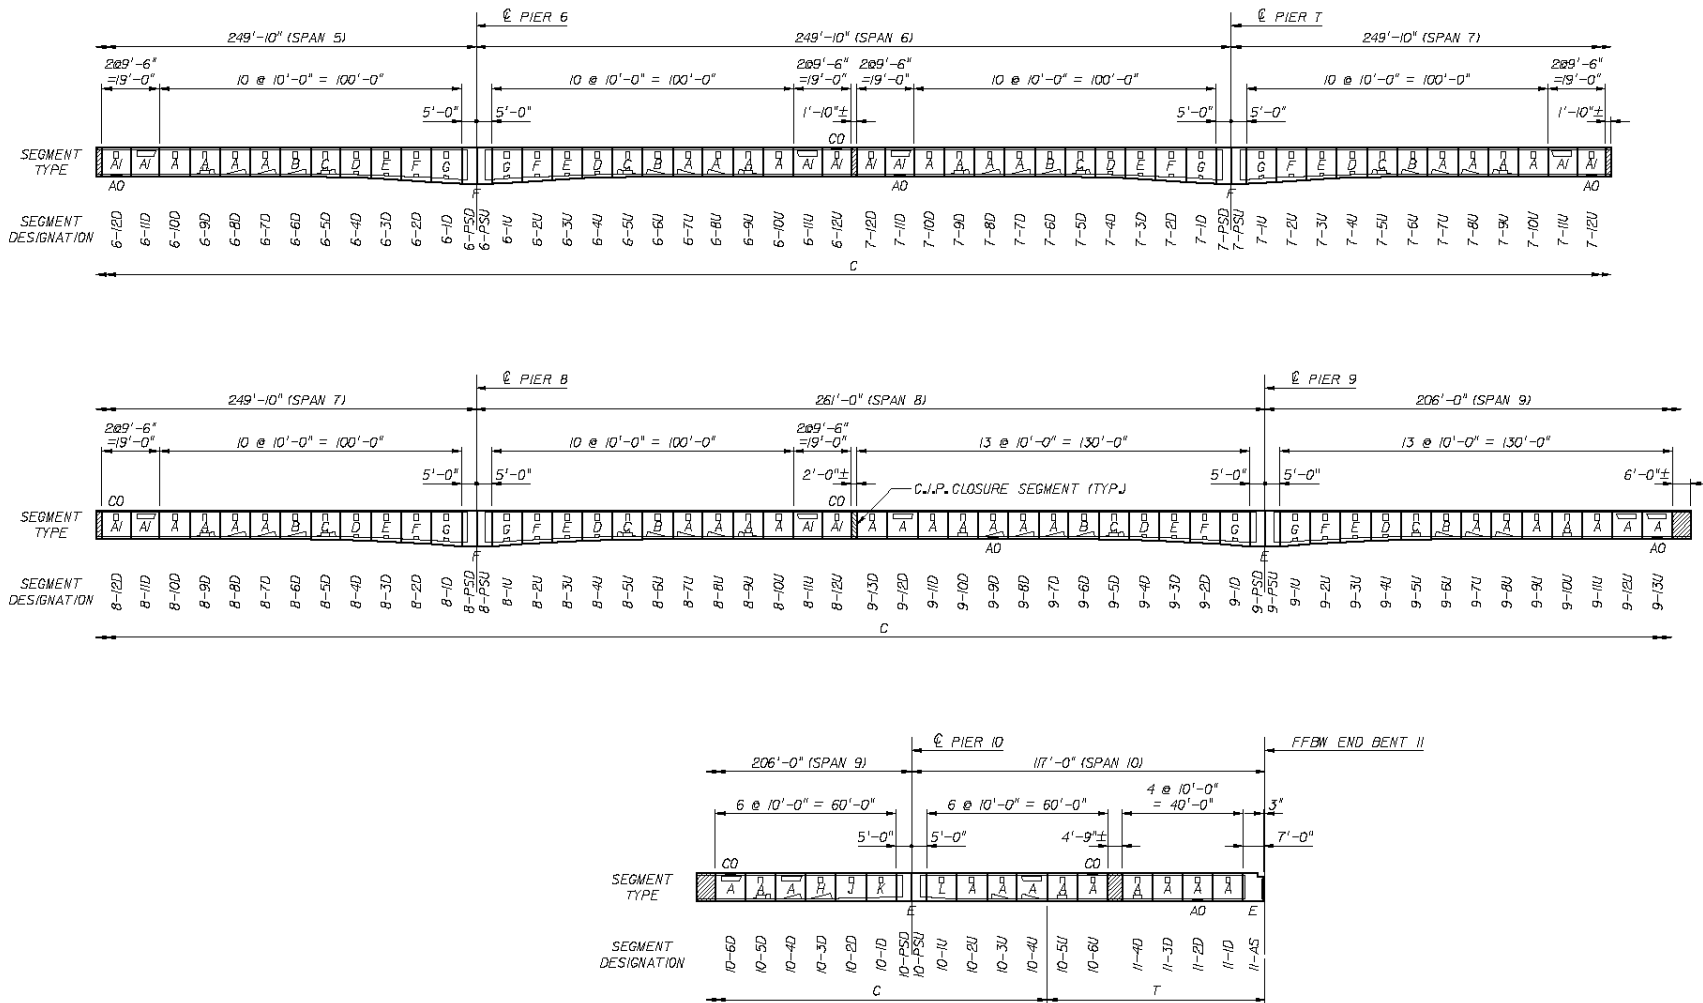 ℄ PIER 6
℄ PIER 7
249'-10" (SPAN 5)
249'-10" (SPAN 6)
249'-10" (SPAN 7)
2@9'-6" =19'-0"
10 @ 10'-0" = 100'-0"
10 @ 10'-0" = 100'-0"
2@9'-6" =19'-0"
2@9'-6" =19'-0"
10 @ 10'-0" = 100'-0"
10 @ 10'-0" = 100'-0"
2@9'-6" =19'-0"
5'-0"
5'-0"
1'-10"±
5'-0"
5'-0"
1'-10"±
CO
SEGMENT TYPE
A1 A1 A A A A B C D E F G G F E D C B A A A A A1 A1 A1 A1 A A A A B C D E F G G F E D C B A A A A A1 A1
AO F AO F AO
SEGMENT DESIGNATION
6-12D 6-11D 6-10D 6-9D 6-8D 6-7D 6-6D 6-5D 6-4D 6-3D 6-2D 6-1D 6-PSD 6-PSU 6-1U 6-2U 6-3U 6-4U 6-5U 6-6U 6-7U 6-8U 6-9U 6-10U 6-11U 6-12U 7-12D 7-11D 7-10D 7-9D 7-8D 7-7D 7-6D 7-5D 7-4D 7-3D 7-2D 7-1D 7-PSD 7-PSU 7-1U 7-2U 7-3U 7-4U 7-5U 7-6U 7-7U 7-8U 7-9U 7-10U 7-11U 7-12U
C
℄ PIER 8
℄ PIER 9
249'-10" (SPAN 7)
261'-0" (SPAN 8)
206'-0" (SPAN 9)
2@9'-6" =19'-0"
10 @ 10'-0" = 100'-0"
10 @ 10'-0" = 100'-0"
2@9'-6" =19'-0"
13 @ 10'-0" = 130'-0"
13 @ 10'-0" = 130'-0"
5'-0"
5'-0"
2'-0"±
5'-0"
5'-0"
6'-0"±
C.I.P. CLOSURE SEGMENT (TYP.)
CO CO
SEGMENT TYPE
A1 A1 A A A A B C D E F G G F E D C B A A A A A1 A1 A A A A A A A B C D E F G G F E D C B A A A A A A A
F AO E AO
SEGMENT DESIGNATION
8-12D 8-11D 8-10D 8-9D 8-8D 8-7D 8-6D 8-5D 8-4D 8-3D 8-2D 8-1D 8-PSD 8-PSU 8-1U 8-2U 8-3U 8-4U 8-5U 8-6U 8-7U 8-8U 8-9U 8-10U 8-11U 8-12U 9-13D 9-12D 9-11D 9-10D 9-9D 9-8D 9-7D 9-6D 9-5D 9-4D 9-3D 9-2D 9-1D 9-PSD 9-PSU 9-1U 9-2U 9-3U 9-4U 9-5U 9-6U 9-7U 9-8U 9-9U 9-10U 9-11U 9-12U 9-13U
C
℄ PIER 10
FFBW END BENT 11
206'-0" (SPAN 9)
117'-0" (SPAN 10)
6 @ 10'-0" = 60'-0"
6 @ 10'-0" = 60'-0"
4 @ 10'-0" = 40'-0"
3"
5'-0"
5'-0"
4'-9"±
7'-0"
CO CO
SEGMENT TYPE
A A A H J K L A A A A A A A A A
E AO E
SEGMENT DESIGNATION
10-6D 10-5D 10-4D 10-3D 10-2D 10-1D 10-PSD 10-PSU 10-1U 10-2U 10-3U 10-4U 10-5U 10-6U 11-4D 11-3D 11-2D 11-1D 11-AS
C
T